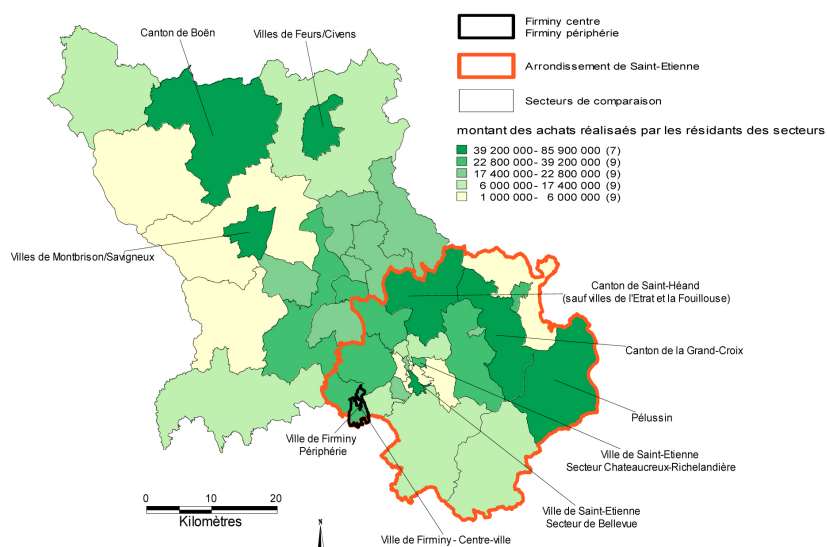 Canton de Boën
Villes de Feurs/Civens
Firminy centre
Firminy périphérie
Arrondissement de Saint-Etienne
Secteurs de comparaison
montant des achats réalisaés par les résidants des secteurs
39 200 000 - 85 900 000 (7)
22 800 000 - 39 200 000 (9)
17 400 000 - 22 800 000 (9)
6 000 000 - 17 400 000 (9)
1 000 000 - 6 000 000 (9)
Villes de Montbrison/Savigneux
Canton de Saint-Héand
(sauf villes de l'Etrat et la Fouillouse)
Canton de la Grand-Croix
Pélussin
Ville de Firminy
Périphérie
Ville de Saint-Etienne
Secteur Chateaucreux-Richelandière
Ville de Saint-Etienne
Secteur de Bellevue
Ville de Firminy - Centre-ville
0 10 20
Kilomètres
N